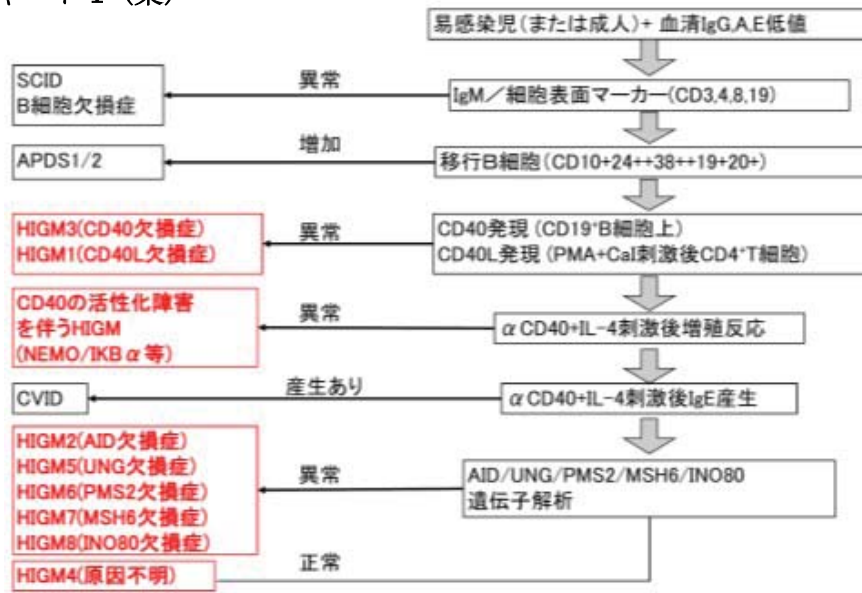 易感染児(または成人)+ 血清IgG,A,E低値
SCID
B細胞欠損症
異常
IgM/細胞表面マーカー(CD3,4,8,19)
APDS1/2
増加
移行B細胞(CD10+24++38++19+20+)
HIGM3(CD40欠損症)
HIGM1(CD40L欠損症)
異常
CD40発現 (CD19⁺B細胞上)
CD40L発現 (PMA+CaI刺激後CD4⁺T細胞)
CD40の活性化障害
を伴うHIGM
(NEMO/IKBα等)
異常
αCD40+IL-4刺激後増殖反応
CVID
産生あり
αCD40+IL-4刺激後IgE産生
HIGM2(AID欠損症)
HIGM5(UNG欠損症)
HIGM6(PMS2欠損症)
HIGM7(MSH6欠損症)
HIGM8(INO80欠損症)
異常
AID/UNG/PMS2/MSH6/INO80
遺伝子解析
HIGM4(原因不明)
正常